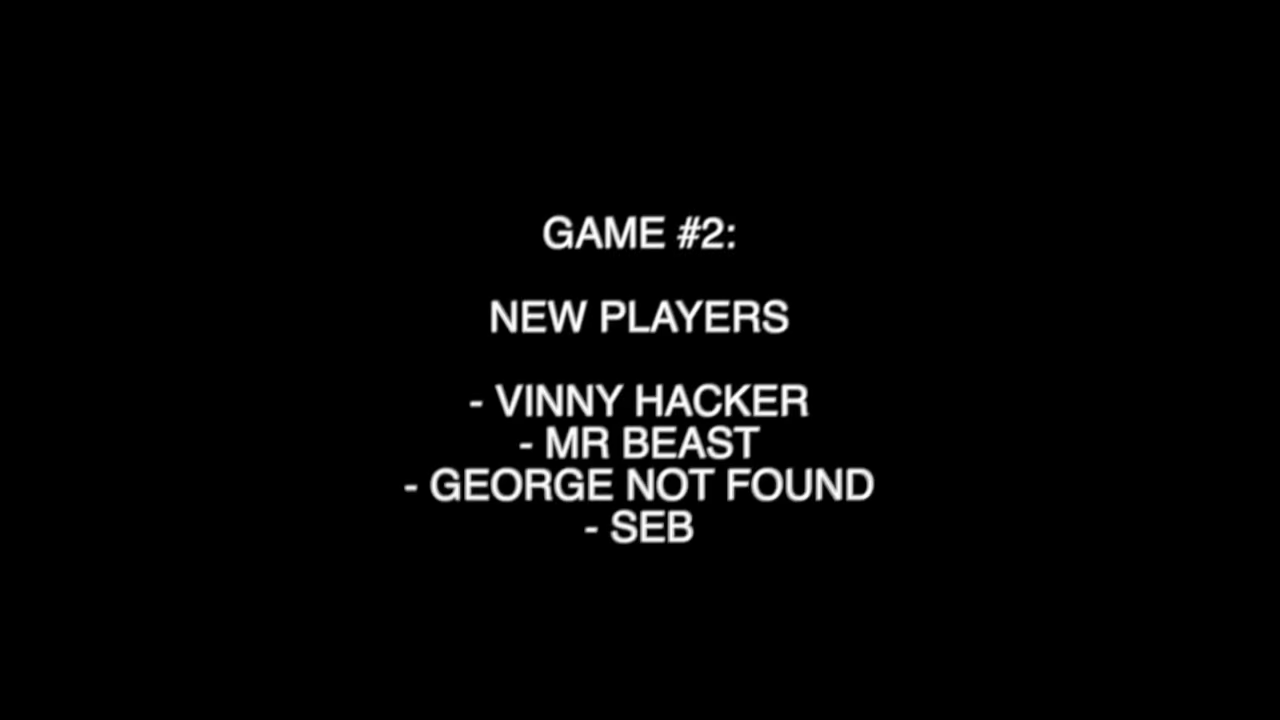 GAME #2:
NEW PLAYERS
- VINNY HACKER
- MR BEAST
- GEORGE NOT FOUND
- SEB